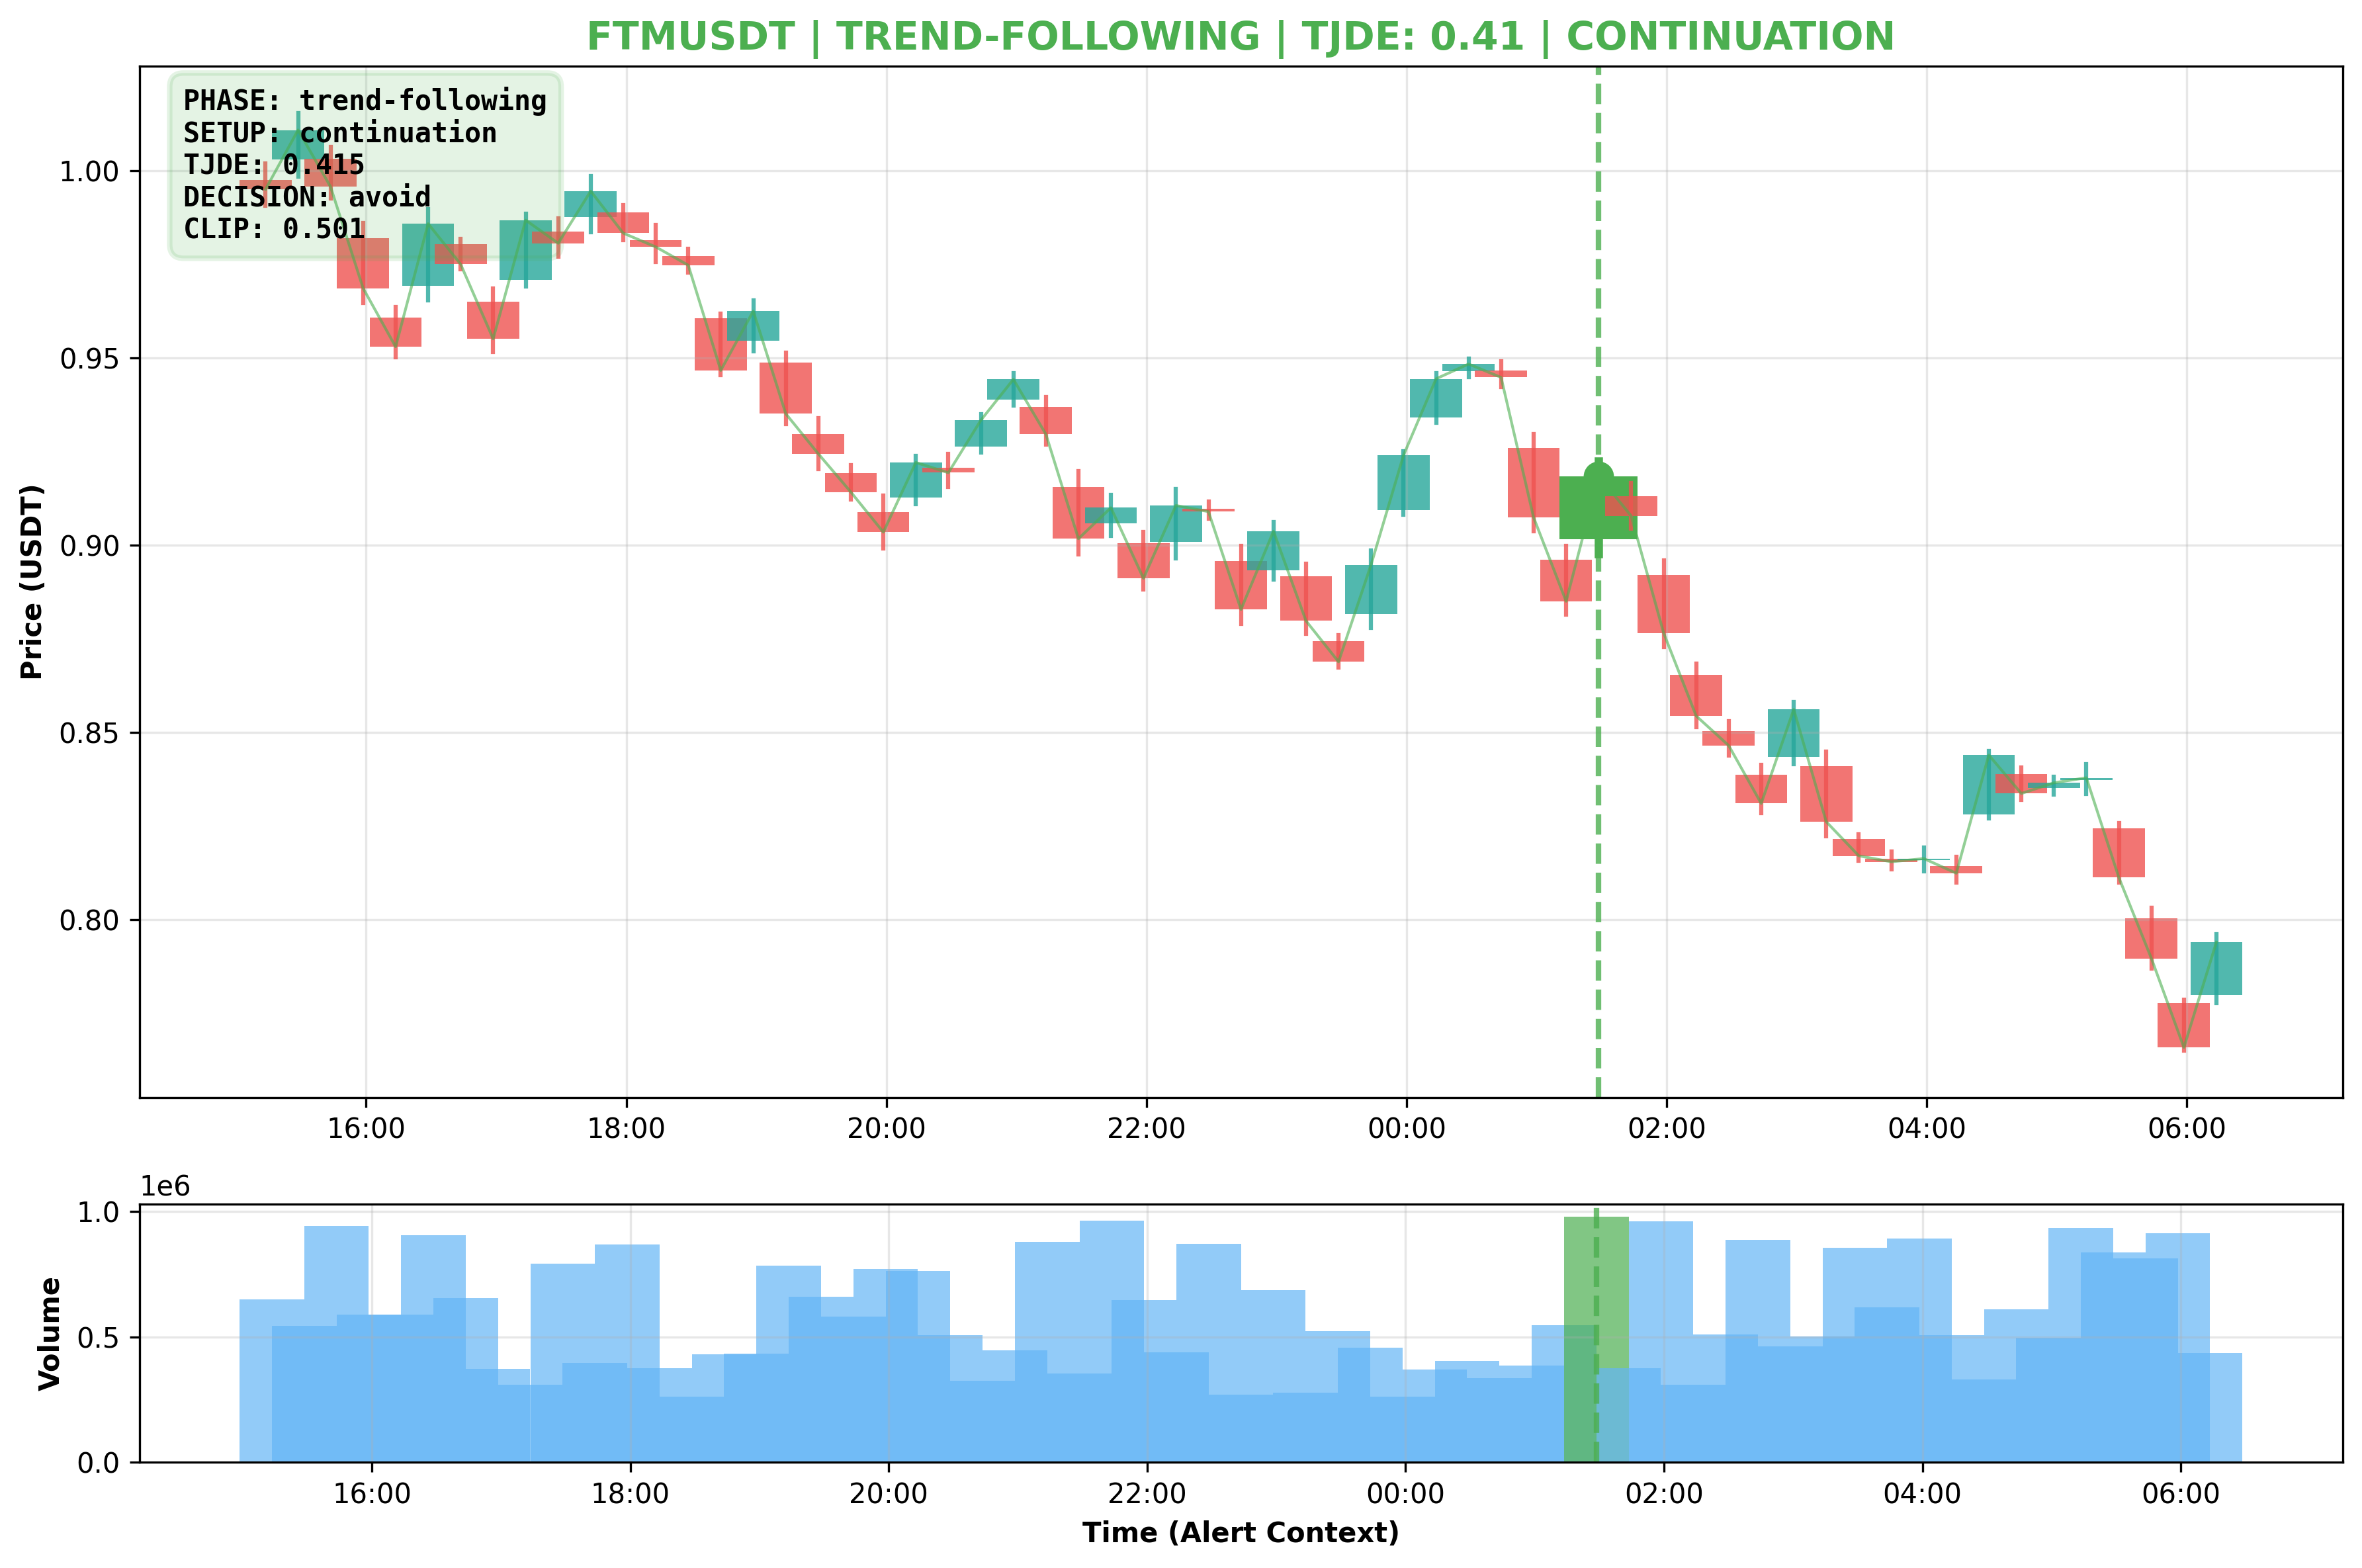 FTMUSDT | TREND-FOLLOWING | TJDE: 0.41 | CONTINUATION
PHASE: trend-following
SETUP: continuation
TJDE: 0.415
DECISION: avoid
CLIP: 0.501
Price (USDT)
1.00
0.95
0.90
0.85
0.80
16:00 18:00 20:00 22:00 00:00 02:00 04:00 06:00
1e6
Volume
1.0
0.5
0.0
16:00 18:00 20:00 22:00 00:00 02:00 04:00 06:00
Time (Alert Context)